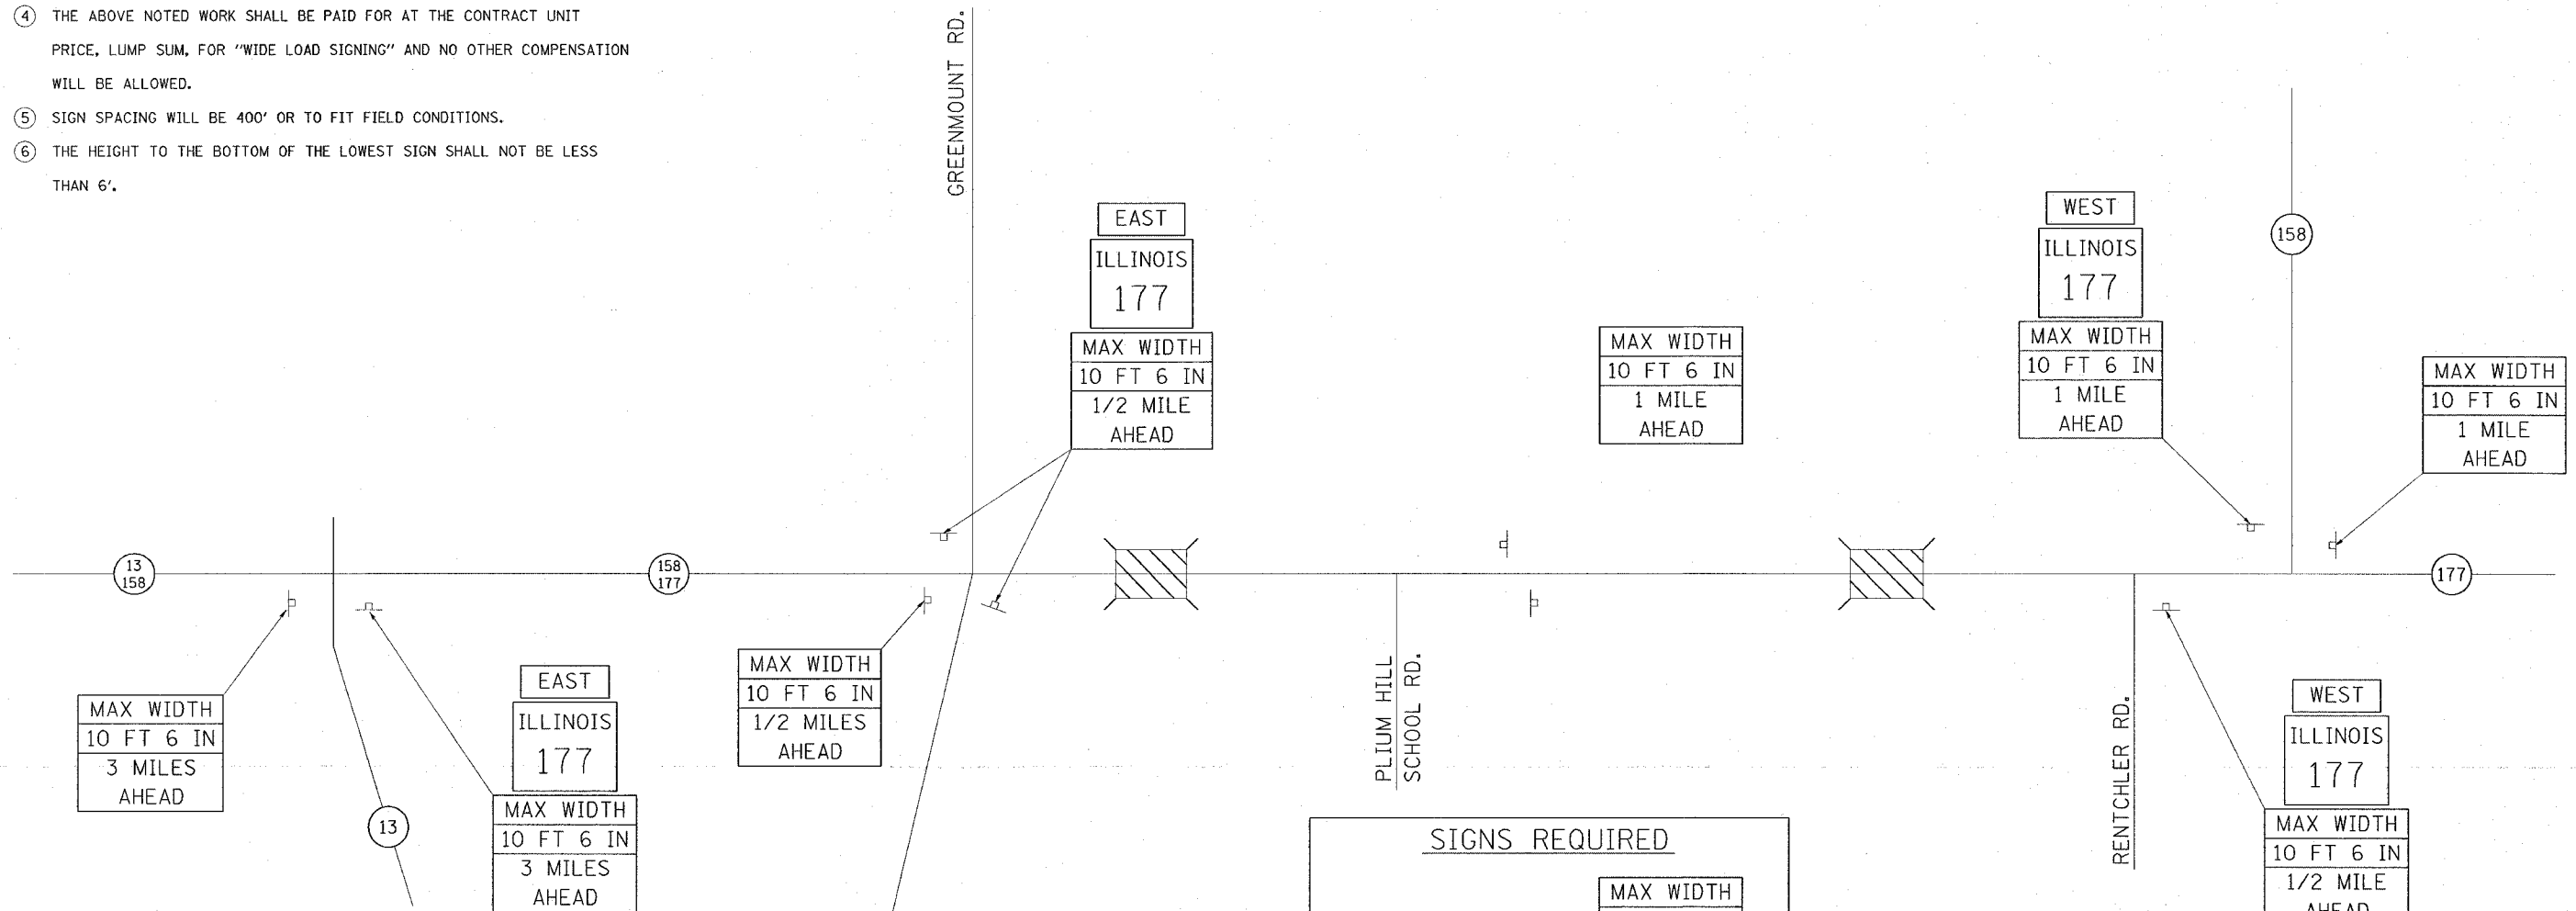 ④ THE ABOVE NOTED WORK SHALL BE PAID FOR AT THE CONTRACT UNIT
PRICE, LUMP SUM, FOR "WIDE LOAD SIGNING" AND NO OTHER COMPENSATION
WILL BE ALLOWED.
⑤ SIGN SPACING WILL BE 400' OR TO FIT FIELD CONDITIONS.
⑥ THE HEIGHT TO THE BOTTOM OF THE LOWEST SIGN SHALL NOT BE LESS
THAN 6'.
GREENMOUNT RD.
EAST
ILLINOIS
177
MAX WIDTH
10 FT 6 IN
1/2 MILE
AHEAD
MAX WIDTH
10 FT 6 IN
1 MILE
AHEAD
WEST
ILLINOIS
177
MAX WIDTH
10 FT 6 IN
1 MILE
AHEAD
158
MAX WIDTH
10 FT 6 IN
1 MILE
AHEAD
13
158
158
177
177
MAX WIDTH
10 FT 6 IN
3 MILES
AHEAD
13
EAST
ILLINOIS
177
MAX WIDTH
10 FT 6 IN
3 MILES
AHEAD
MAX WIDTH
10 FT 6 IN
1/2 MILES
AHEAD
PLIUM HILL
SCHOOL RD.
SIGNS REQUIRED
MAX WIDTH
RENTCHLER RD.
WEST
ILLINOIS
177
MAX WIDTH
10 FT 6 IN
1/2 MILE
AHEAD